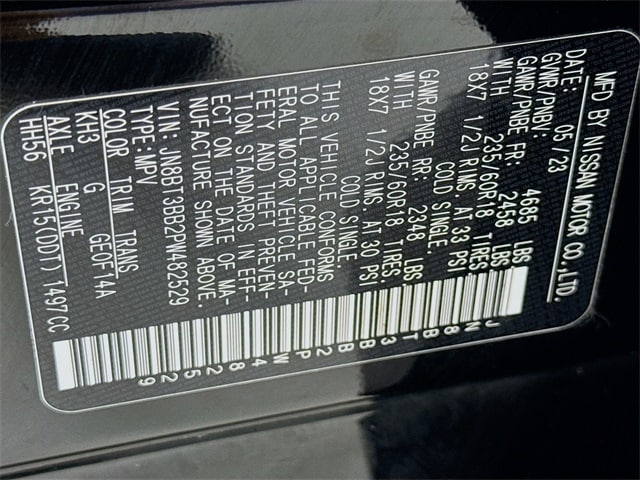 MFD BY NISSAN MOTOR CO.,LTD.
DATE: 05/23
GVWR/PNBV: 4685 LBS
GAWR/PNBE FR: 2458 LBS
WITH 235/60R18 TIRES
18X7 1/2J RIMS, AT 33 PSI
COLD SINGLE.
GAWR/PNBE RR: 2348 LBS
WITH 235/60R18 TIRES
18X7 1/2J RIMS, AT 30 PSI
COLD SINGLE.
THIS VEHICLE CONFORMS
TO ALL APPLICABLE FED-
ERAL MOTOR VEHICLE SA-
FETY AND THEFT PREVEN-
TION STANDARDS IN EFF-
ECT ON THE DATE OF MA-
NUFACTURE SHOWN ABOVE.
VIN: JN8BT3BB2PW482529
TYPE: MPV
COLOR TRIM TRANS
KH3 G GE0F14A
AXLE ENGINE
HH56 KR15(DDT) 1497CC
JN8BT3BB2PW482529